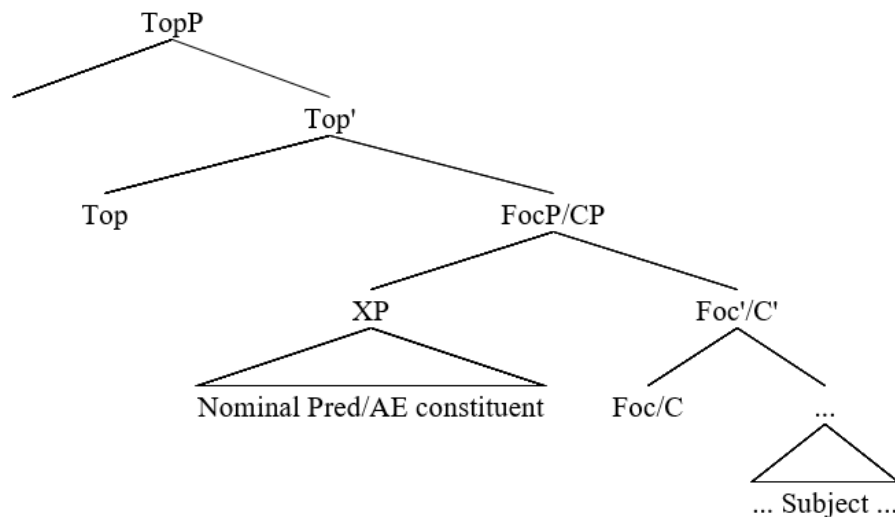 TopP
Top'
Top
FocP/CP
XP
Foc'/C'
Nominal Pred/AE constituent
Foc/C
...
... Subject ...